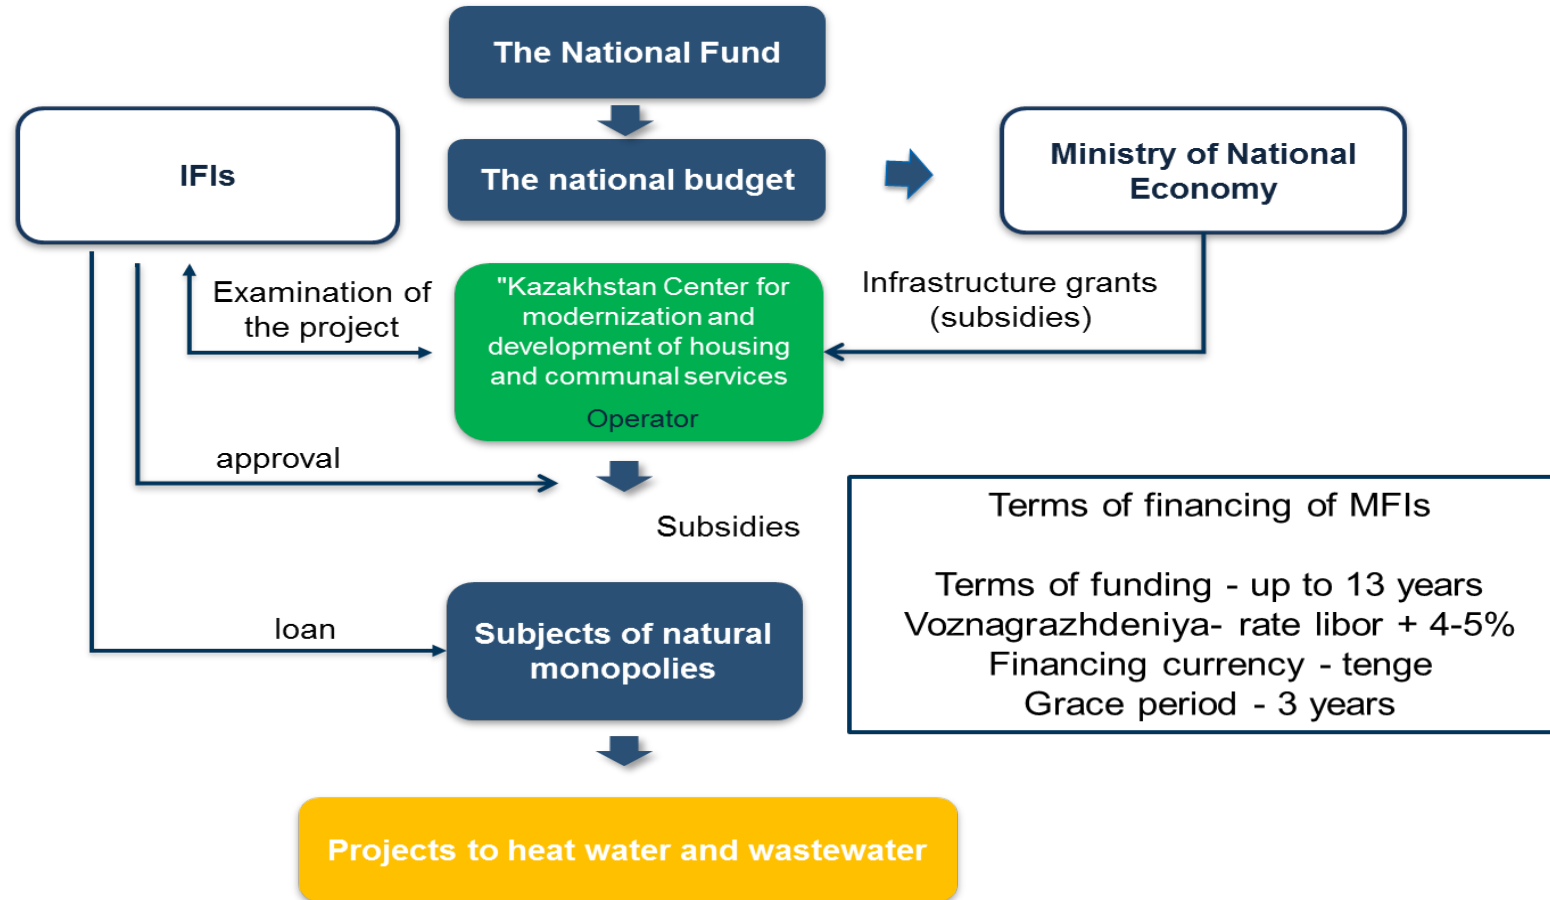 The National Fund
IFIs
The national budget
Ministry of National
Economy
Examination of
the project
"Kazakhstan Center for
modernization and
development of housing
and communal services
Operator
Infrastructure grants
(subsidies)
approval
Subsidies
Terms of financing of MFIs
Terms of funding - up to 13 years
Voznagrazhdeniya- rate libor + 4-5%
Financing currency - tenge
Grace period - 3 years
loan
Subjects of natural
monopolies
Projects to heat water and wastewater